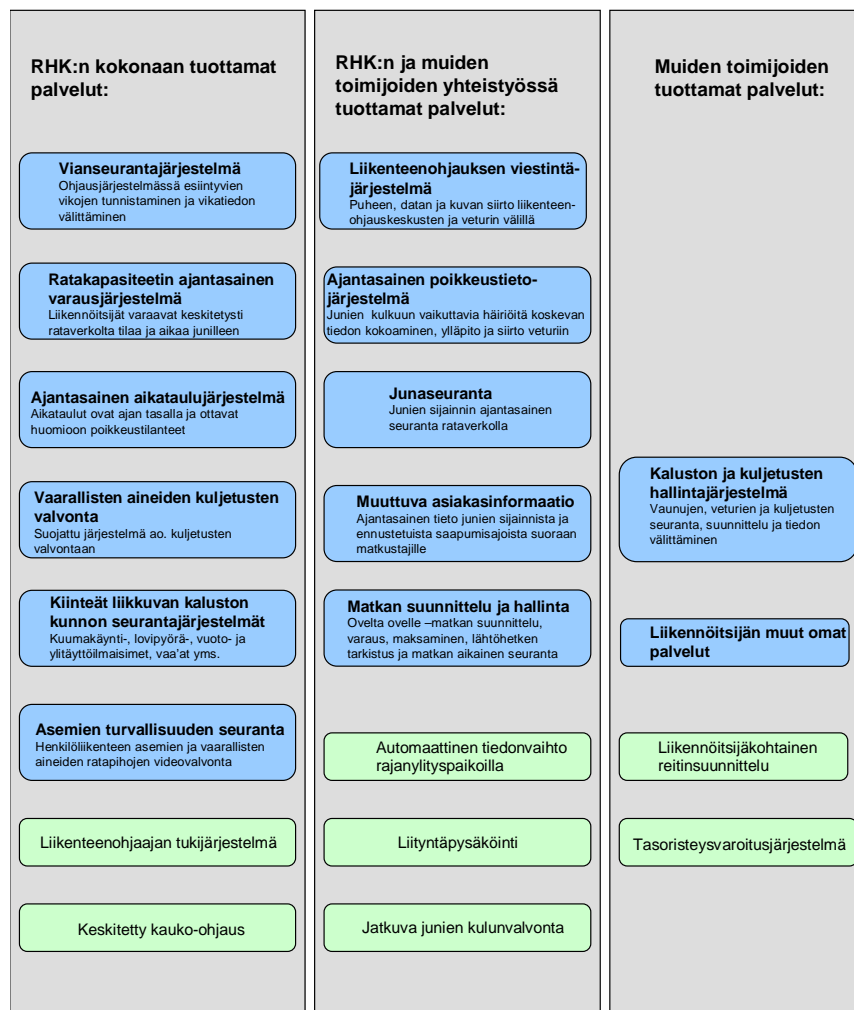 RHK:n kokonaan tuottamat
palvelut:
Vianseurantajärjestelmä
Ohjausjärjestelmässä esiintyvien
vikojen tunnistaminen ja vikatiedon
välittäminen
Ratakapasiteetin ajantasainen
varausjärjestelmä
Liikennöitsijät varaavat keskitetysti
rataverkolta tilaa ja aikaa junilleen
Ajantasainen aikataulujärjestelmä
Aikataulut ovat ajan tasalla ja ottavat
huomioon poikkeustilanteet
Vaarallisten aineiden kuljetusten
valvonta
Suojattu järjestelmä ao. kuljetusten
valvontaan
Kiinteät liikkuvan kaluston
kunnon seurantajärjestelmät
Kuumakäynti-, lovipyörä-, vuoto- ja
ylitäyttöilmaisimet, vaa'at yms.
Asemien turvallisuuden seuranta
Henkilöliikenteen asemien ja vaarallisten
aineiden ratapihojen videovalvonta
Liikenteenohjaajan tukijärjestelmä
Keskitetty kauko-ohjaus
RHK:n ja muiden
toimijoiden yhteistyössä
tuottamat palvelut:
Liikenteenohjauksen viestintä-
järjestelmä
Puheen, datan ja kuvan siirto liikenteen-
ohjauskeskusten ja veturin välillä
Ajantasainen poikkeustieto-
järjestelmä
Junien kulkuun vaikuttavia häiriöitä koskevan
tiedon kokoaminen, ylläpito ja siirto veturiin
Junaseuranta
Junien sijainnin ajantasainen
seuranta rataverkolla
Muuttuva asiakasinformaatio
Ajantasainen tieto junien sijainnista ja
ennustetuista saapumisajoista suoraan
matkustajille
Matkan suunnittelu ja hallinta
Ovelta ovelle –matkan suunnittelu,
varaus, maksaminen, lähtöhetken
tarkistus ja matkan aikainen seuranta
Automaattinen tiedonvaihto
rajanylityspaikoilla
Liityntäpysäköinti
Jatkuva junien kulunvalvonta
Muiden toimijoiden
tuottamat palvelut:
Kaluston ja kuljetusten
hallintajärjestelmä
Vaunujen, veturien ja kuljetusten
seuranta, suunnittelu ja tiedon
välittäminen
Liikennöitsijän muut omat
palvelut
Liikennöitsijäkohtainen
reitinsuunnittelu
Tasoristeysvaroitusjärjestelmä